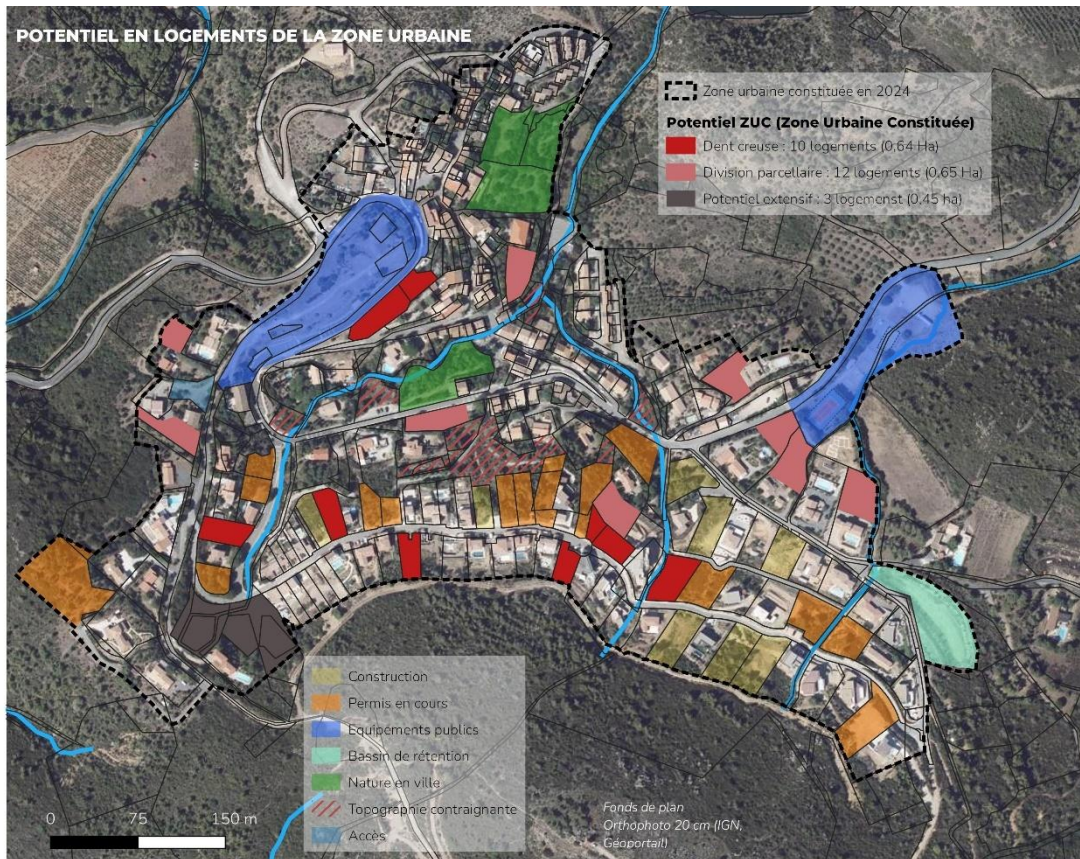 POTENTIEL EN LOGEMENTS DE LA ZONE URBAINE
Zone urbaine constituée en 2024
Potentiel ZUC (Zone Urbaine Constituée)
Dent creuse : 10 logements (0,64 Ha)
Division parcellaire : 12 logements (0,65 Ha)
Potentiel extensif : 3 logemenst (0,45 ha)
Construction
Permis en cours
Equipements publics
Bassin de rétention
Nature en ville
Topographie contraignante
Accès
0 75 150 m
Fonds de plan
Orthophoto 20 cm (IGN,
Géoportail)